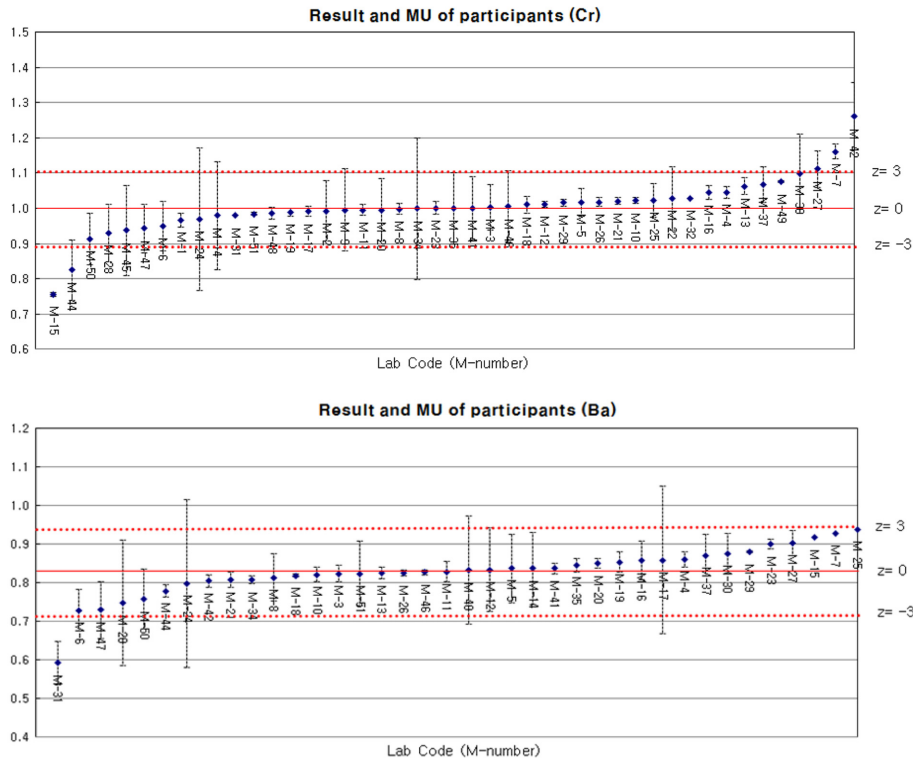 Result and MU of participants (Cr)
1.5
1.4
1.3
1.2
1.1
1.0
0.9
0.8
0.7
0.6
M-15
M-44
M-50
M-28
M-45
M-47
M-6
M-1
M-24
M-31
M-48
M-19
M-17
M-2
M-9
M-11
M-20
M-8
M-23
M-41
M-3
M-46
M-18
M-12
M-29
M-5
M-26
M-21
M-10
M-25
M-22
M-32
M-16
M-4
M-13
M-37
M-49
M-30
M-27
M-7
M-42
z= 3
z= 0
z= -3
Lab Code (M-number)
Result and MU of participants (Ba)
1.2
1.1
1.0
0.9
0.8
0.7
0.6
0.5
0.4
M-31
M-6
M-47
M-28
M-50
M-44
M-24
M-42
M-34
M-8
M-18
M-10
M-3
M-51
M-13
M-26
M-46
M-11
M-12
M-5
M-14
M-41
M-35
M-20
M-19
M-16
M-17
M-4
M-37
M-30
M-29
M-23
M-27
M-15
M-7
M-25
z= 3
z= 0
z= -3
Lab Code (M-number)